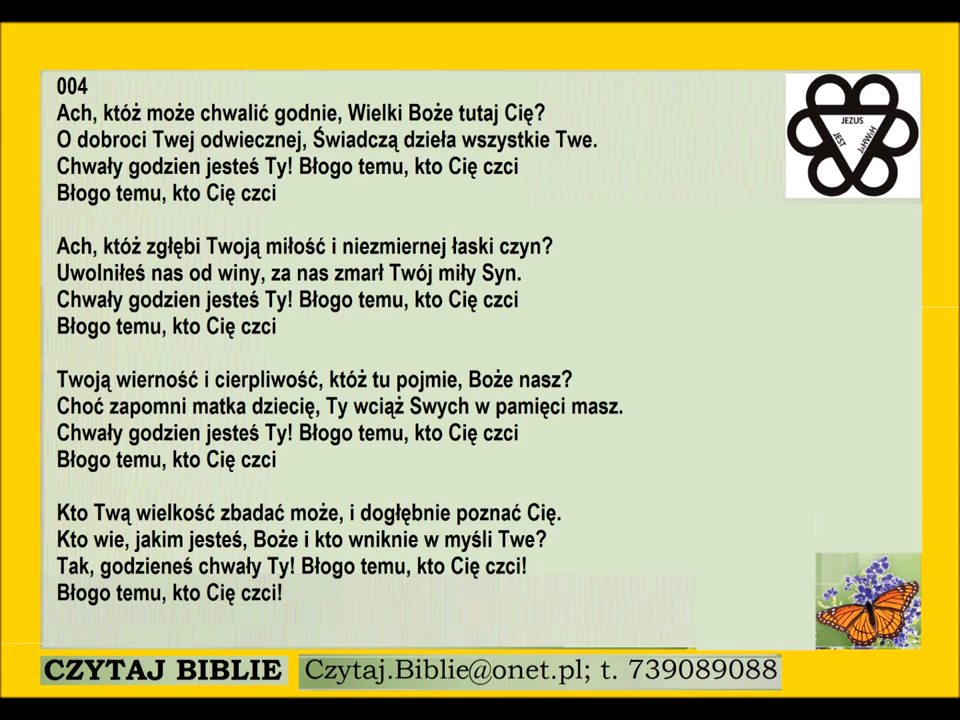 004
Ach, któż może chwalić godnie, Wielki Boże tutaj Cię?
O dobroci Twej odwiecznej, Świadczą dzieła wszystkie Twe.
Chwały godzien jesteś Ty! Błogo temu, kto Cię czci
Błogo temu, kto Cię czci
Ach, któż zgłębi Twoją miłość i niezmiernej łaski czyn?
Uwolniłeś nas od winy, za nas zmarł Twój miły Syn.
Chwały godzien jesteś Ty! Błogo temu, kto Cię czci
Błogo temu, kto Cię czci
Twoją wierność i cierpliwość, któż tu pojmie, Boże nasz?
Choć zapomni matka dziecię, Ty wciąż Swych w pamięci masz.
Chwały godzien jesteś Ty! Błogo temu, kto Cię czci
Błogo temu, kto Cię czci
Kto Twą wielkość zbadać może, i dogłębnie poznać Cię.
Kto wie, jakim jesteś, Boże i kto wniknie w myśli Twe?
Tak, godzieneś chwały Ty! Błogo temu, kto Cię czci!
Błogo temu, kto Cię czci!
JEZUS
JEST
JaHWiH
CZYTAJ BIBLIE
Czytaj.Biblie@onet.pl; t. 739089088